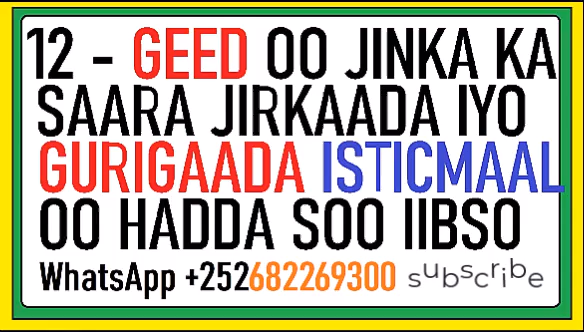 12 - GEED OO JINKA KA
SAARA JIRKAADA IYO
GURIGAADA ISTICMAAL
OO HADDA SOO IIBSO
WhatsApp +252682269300 subscribe